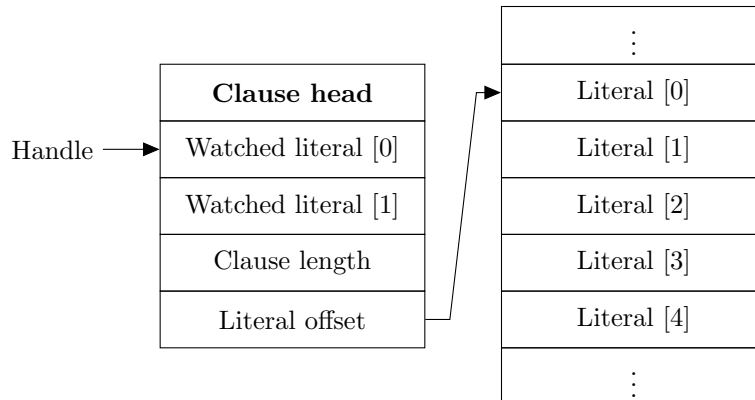 Handle
Clause head
Watched literal [0]
Watched literal [1]
Clause length
Literal offset
⋮
Literal [0]
Literal [1]
Literal [2]
Literal [3]
Literal [4]
⋮